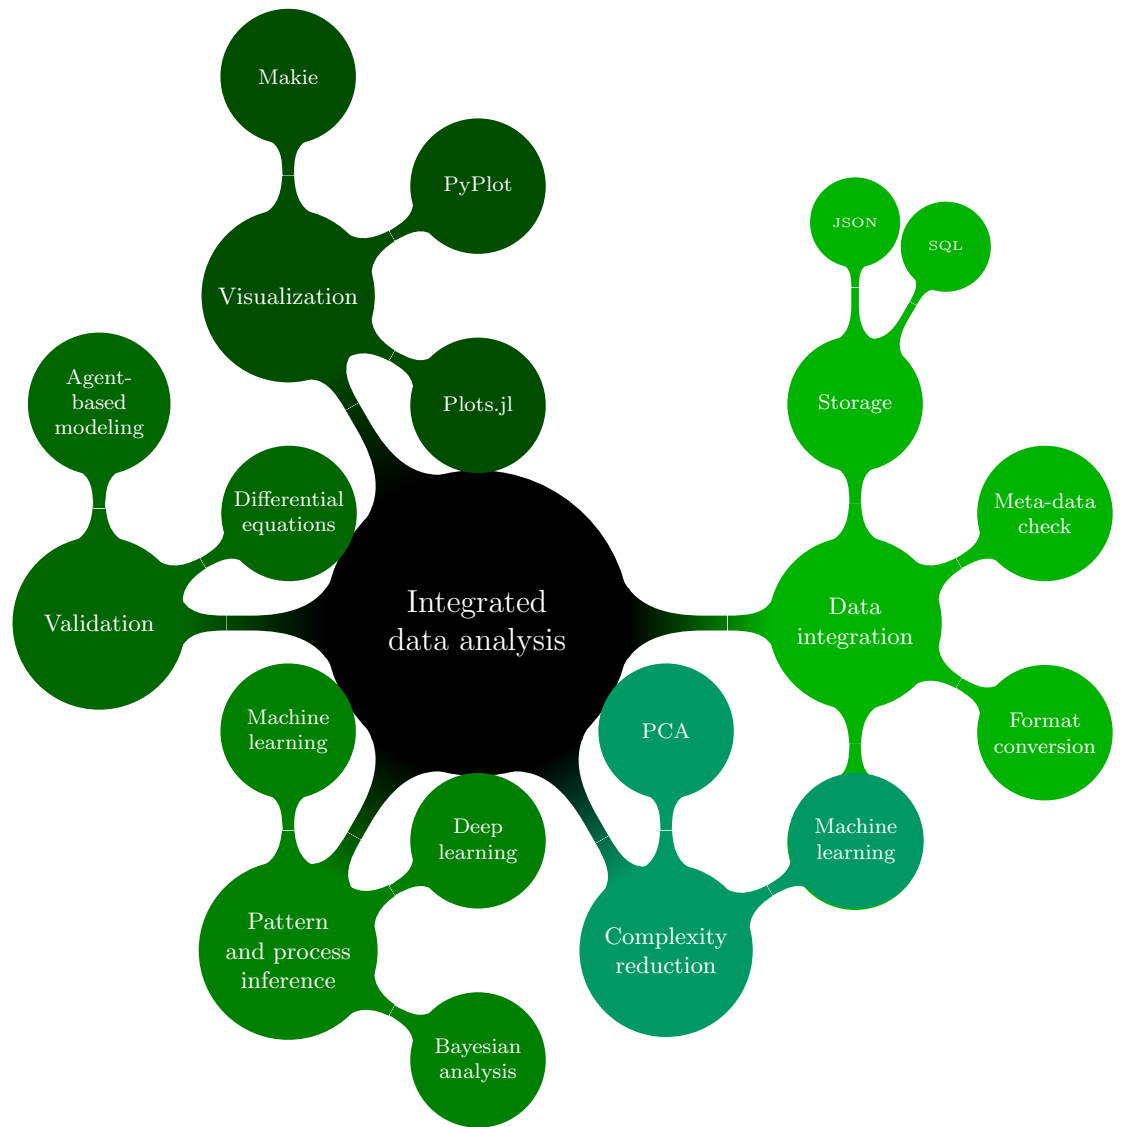 Makie
PyPlot
JSON
SQL
Visualization
Plots.jl
Storage
Agent-
based
modeling
Differential
equations
Meta-data
check
Validation
Integrated
data analysis
Data
integration
Machine
learning
PCA
Format
conversion
Deep
learning
Machine
learning
Pattern
and process
inference
Complexity
reduction
Bayesian
analysis